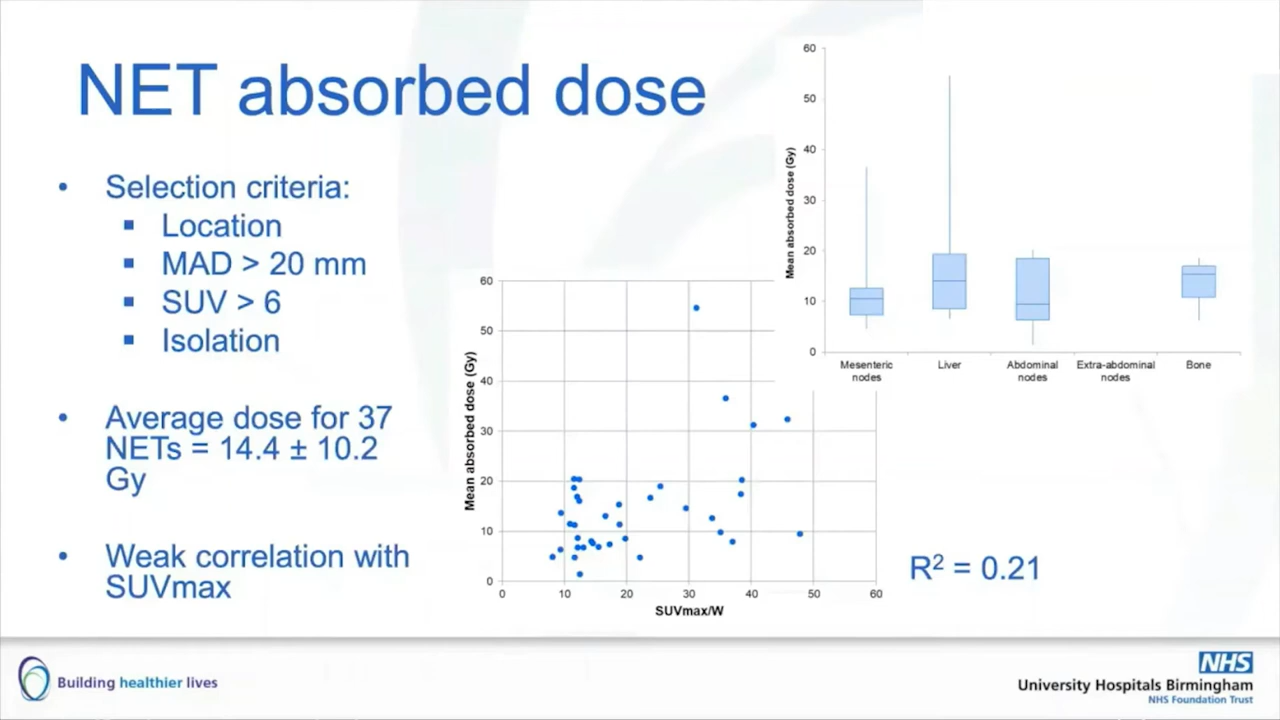 NET absorbed dose
• Selection criteria:
▪ Location
▪ MAD > 20 mm
▪ SUV > 6
▪ Isolation
• Average dose for 37
NETs = 14.4 ± 10.2
Gy
• Weak correlation with
SUVmax
60
50
40
30
20
10
0
Mean absorbed dose (Gy)
0 10 20 30 40 50 60
SUVmax/W
60
50
40
30
20
10
0
Mean absorbed dose (Gy)
Mesenteric nodes
Liver
Abdominal nodes
Extra-abdominal nodes
Bone
R² = 0.21
Building healthier lives
NHS
University Hospitals Birmingham
NHS Foundation Trust